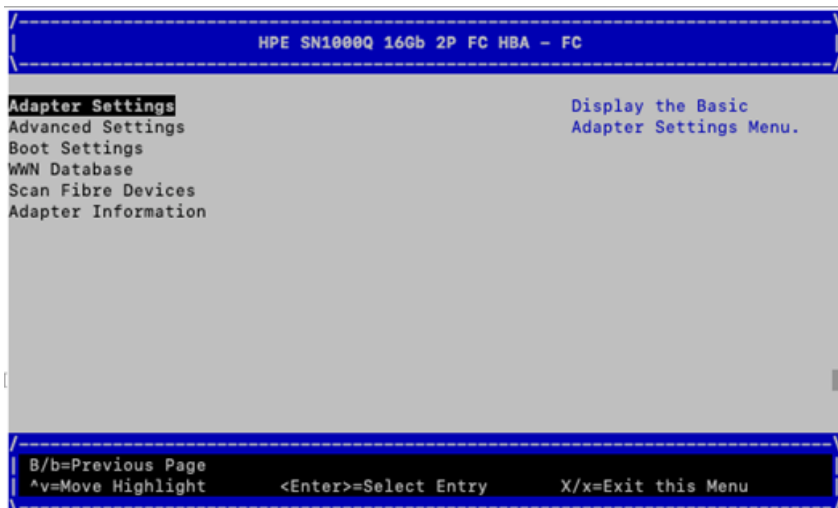 HPE SN1000Q 16Gb 2P FC HBA - FC
Adapter Settings
Advanced Settings
Boot Settings
WWN Database
Scan Fibre Devices
Adapter Information
Display the Basic
Adapter Settings Menu.
B/b=Previous Page
^v=Move Highlight <Enter>=Select Entry X/x=Exit this Menu